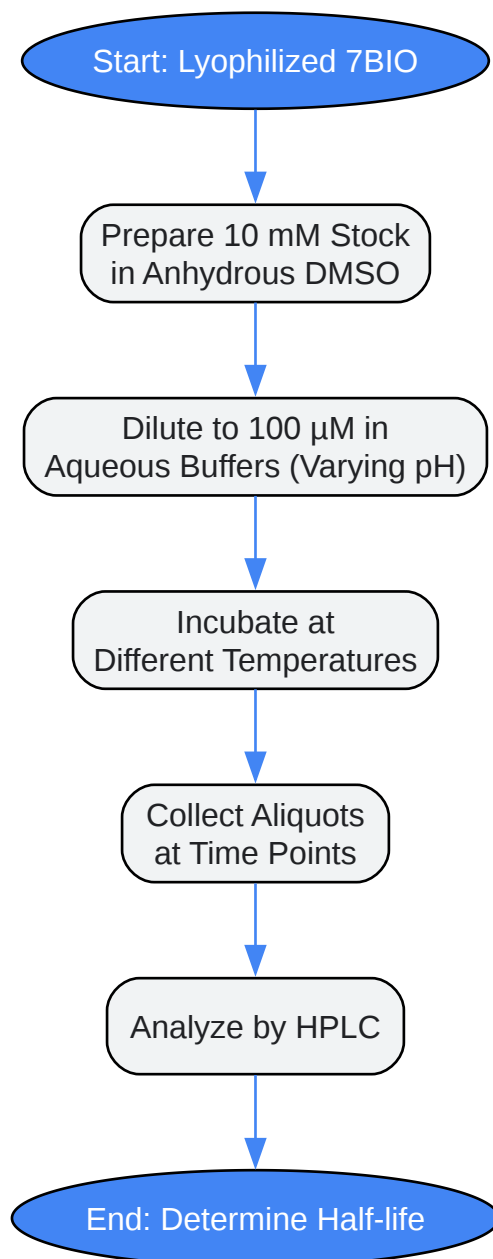 Start: Lyophilized 7BIO
Prepare 10 mM Stock
in Anhydrous DMSO
Dilute to 100 µM in
Aqueous Buffers (Varying pH)
Incubate at
Different Temperatures
Collect Aliquots
at Time Points
Analyze by HPLC
End: Determine Half-life